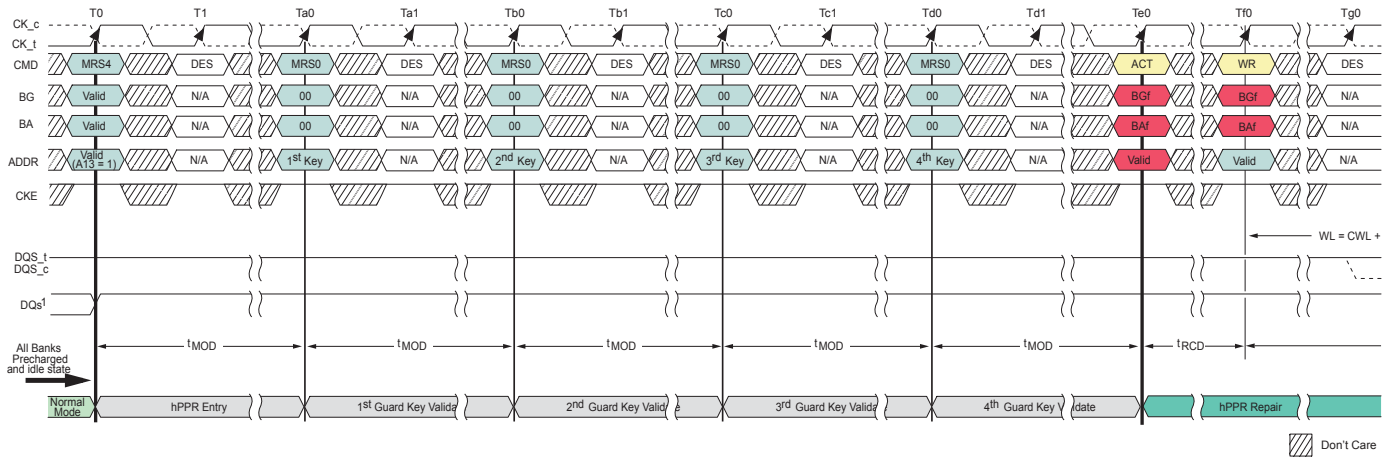 T0 T1 Ta0 Ta1 Tb0 Tb1 Tc0 Tc1 Td0 Td1 Te0 Tf0 Tg0
CK_c
CK_t
CMD MRS4 DES MRS0 DES MRS0 DES MRS0 DES MRS0 DES ACT WR DES
BG Valid N/A 00 N/A 00 N/A 00 N/A 00 N/A BGf BGf N/A
BA Valid N/A 00 N/A 00 N/A 00 N/A 00 N/A BAf BAf N/A
ADDR Valid (A13 = 1) N/A 1st Key N/A 2nd Key N/A 3rd Key N/A 4th Key N/A Valid Valid N/A
CKE
WL = CWL +
DQS_t
DQS_c
DQs1
All Banks
Precharged
and idle state
tMOD tMOD tMOD tMOD tMOD tRCD
Normal Mode hPPR Entry 1st Guard Key Valida 2nd Guard Key Validate 3rd Guard Key Valida 4th Guard Key Validate hPPR Repair
Don't Care